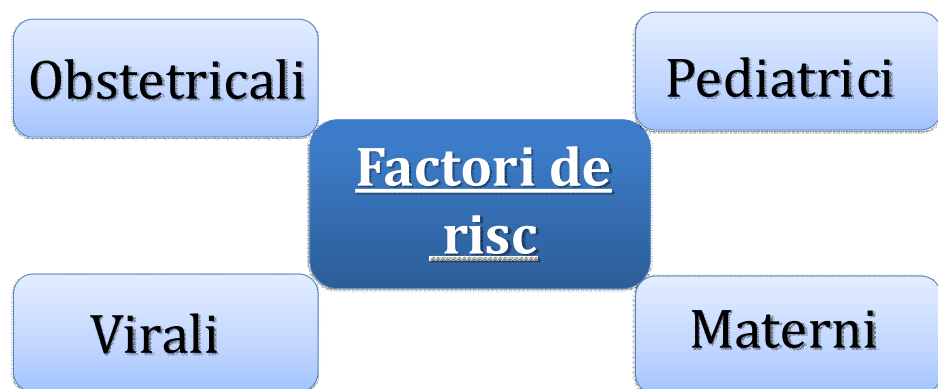 Obstetricali
Pediatrici
Factori de
risc
Virali
Materni